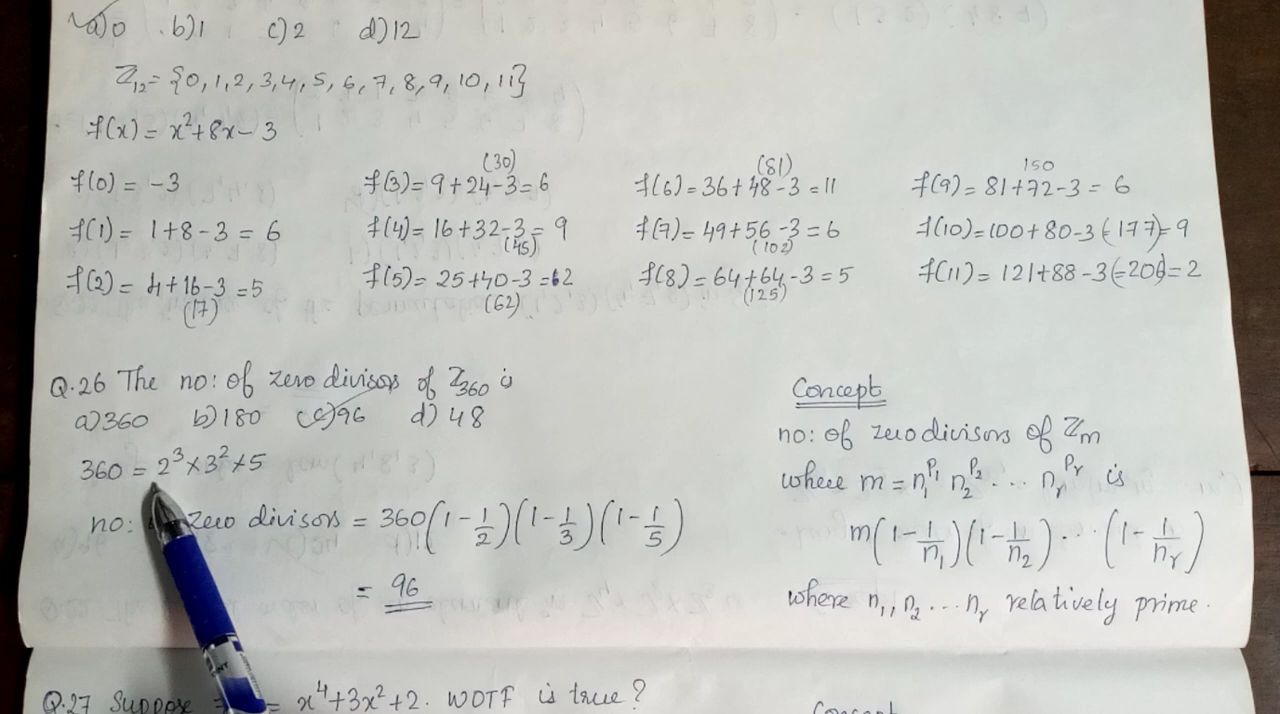 a) 0 b) 1 c) 2 d) 12
Z₁₂ = {0, 1, 2, 3, 4, 5, 6, 7, 8, 9, 10, 11}
f(x) = x² + 8x - 3
f(0) = -3
f(1) = 1 + 8 - 3 = 6
f(2) = 4 + 16 - 3 = 5
(17)
(30)
f(3) = 9 + 24 - 3 = 6
f(4) = 16 + 32 - 3 = 9
(45)
f(5) = 25 + 40 - 3 = 62
(62)
(81)
f(6) = 36 + 48 - 3 = 11
f(7) = 49 + 56 - 3 = 6
(102)
f(8) = 64 + 64 - 3 = 5
(125)
150
f(9) = 81 + 72 - 3 = 6
f(10) = 100 + 80 - 3 (= 177) = 9
f(11) = 121 + 88 - 3 (= 206) = 2
Q.26 The no: of zero divisors of Z₃₆₀ is
a) 360 b) 180 c) 96 d) 48
360 = 2³ × 3² × 5
no: zero divisors = 360(1 - 1/2)(1 - 1/3)(1 - 1/5)
= 96
Concept
no: of zero divisors of Zₘ
where m = n₁^P₁ n₂^P₂ ... nᵣ^Pᵣ is
m(1 - 1/n₁)(1 - 1/n₂) ... (1 - 1/nᵣ)
where n₁, n₂ ... nᵣ relatively prime.
Q.27 Suppose = x⁴ + 3x² + 2. WOTF is true?
Concept